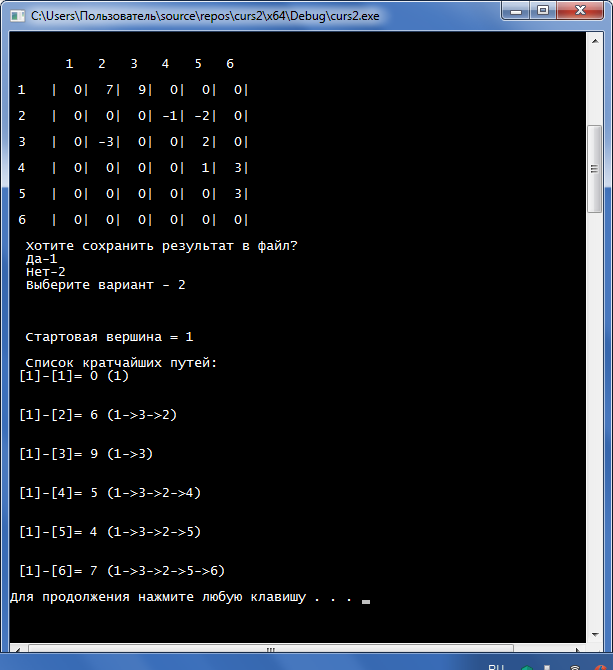 C:\Users\Пользователь\source\repos\curs2\x64\Debug\curs2.exe
1 2 3 4 5 6
1 | 0| 7| 9| 0| 0| 0|
2 | 0| 0| 0| -1| -2| 0|
3 | 0| -3| 0| 0| 2| 0|
4 | 0| 0| 0| 0| 1| 3|
5 | 0| 0| 0| 0| 0| 3|
6 | 0| 0| 0| 0| 0| 0|
Хотите сохранить результат в файл?
Да-1
Нет-2
Выберите вариант - 2
Стартовая вершина = 1
Список кратчайших путей:
[1]-[1]= 0 (1)
[1]-[2]= 6 (1->3->2)
[1]-[3]= 9 (1->3)
[1]-[4]= 5 (1->3->2->4)
[1]-[5]= 4 (1->3->2->5)
[1]-[6]= 7 (1->3->2->5->6)
Для продолжения нажмите любую клавишу . . .